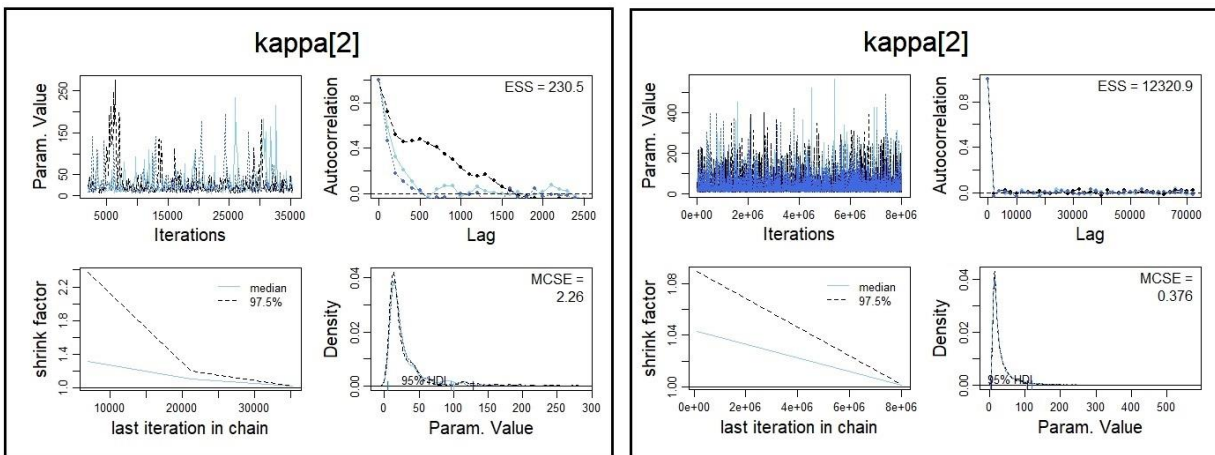 kappa[2]
Param. Value
0 50 150 250
5000 15000 25000 35000
Iterations
Autocorrelation
0.0 0.4 0.8
ESS = 230.5
0 500 1000 1500 2000 2500
Lag
shrink factor
1.0 1.4 1.8 2.2
median
97.5%
10000 20000 30000
last iteration in chain
Density
0.00 0.02 0.04
MCSE =
2.26
95% HDI
0 50 100 150 200 250 300
Param. Value
kappa[2]
Param. Value
0 200 400
0e+00 2e+06 4e+06 6e+06 8e+06
Iterations
Autocorrelation
0.0 0.4 0.8
ESS = 12320.9
0 10000 30000 50000 70000
Lag
shrink factor
1.00 1.04 1.08
median
97.5%
0e+00 2e+06 4e+06 6e+06 8e+06
last iteration in chain
Density
0.00 0.02 0.04
MCSE =
0.376
95% HDI
0 100 200 300 400 500
Param. Value